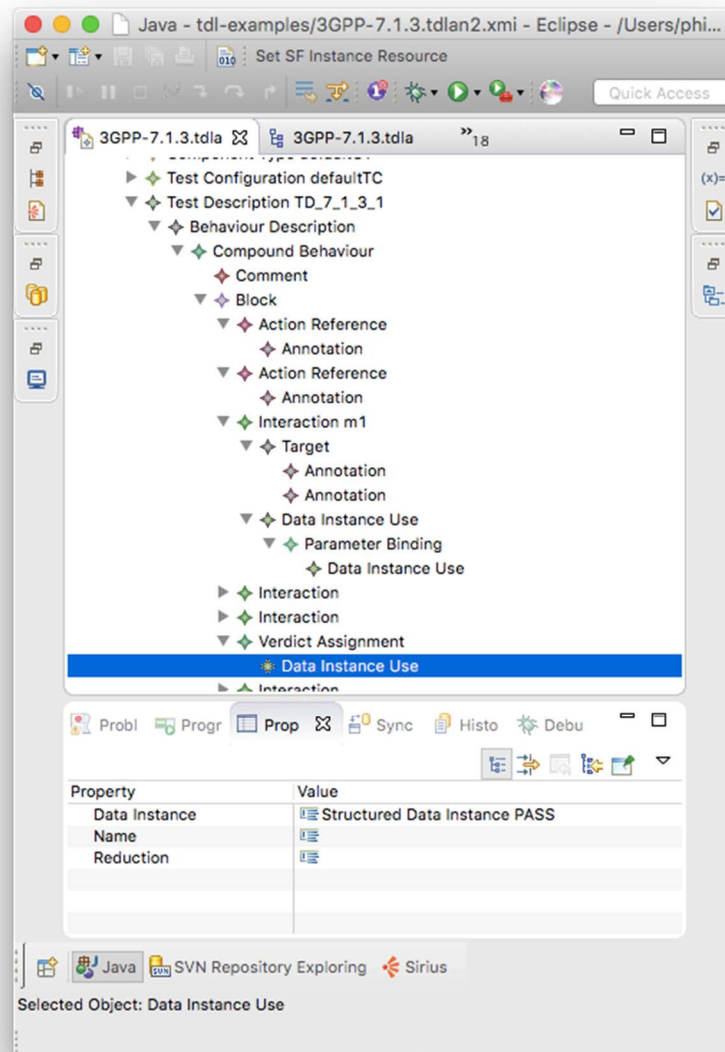 Java - tdl-examples/3GPP-7.1.3.tdlan2.xmi - Eclipse - /Users/phi...
Set SF Instance Resource
Quick Access
3GPP-7.1.3.tdla 3GPP-7.1.3.tdla »18
Test Configuration defaultTC
Test Description TD_7_1_3_1
Behaviour Description
Compound Behaviour
Comment
Block
Action Reference
Annotation
Action Reference
Annotation
Interaction m1
Target
Annotation
Annotation
Data Instance Use
Parameter Binding
Data Instance Use
Interaction
Interaction
Verdict Assignment
Data Instance Use
Interaction
(x)=
Probl Progr Prop Sync Histo Debu
Property Value
Data Instance Structured Data Instance PASS
Name
Reduction
Java SVN Repository Exploring Sirius
Selected Object: Data Instance Use